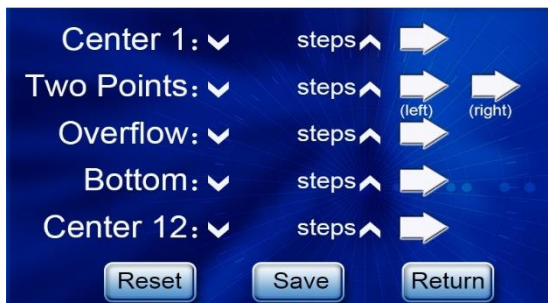 Center 1: steps
Two Points: steps
(left) (right)
Overflow: steps
Bottom: steps
Center 12: steps
Reset Save Return